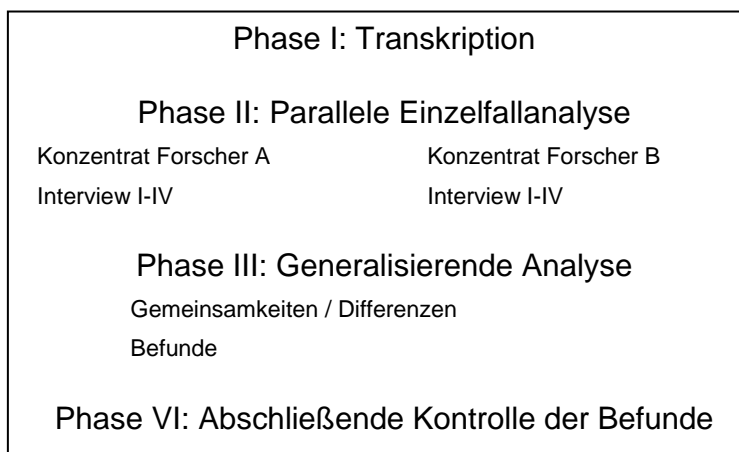 Phase I: Transkription
Phase II: Parallele Einzelfallanalyse
Konzentrat Forscher A Konzentrat Forscher B
Interview I-IV Interview I-IV
Phase III: Generalisierende Analyse
Gemeinsamkeiten / Differenzen
Befunde
Phase VI: Abschließende Kontrolle der Befunde